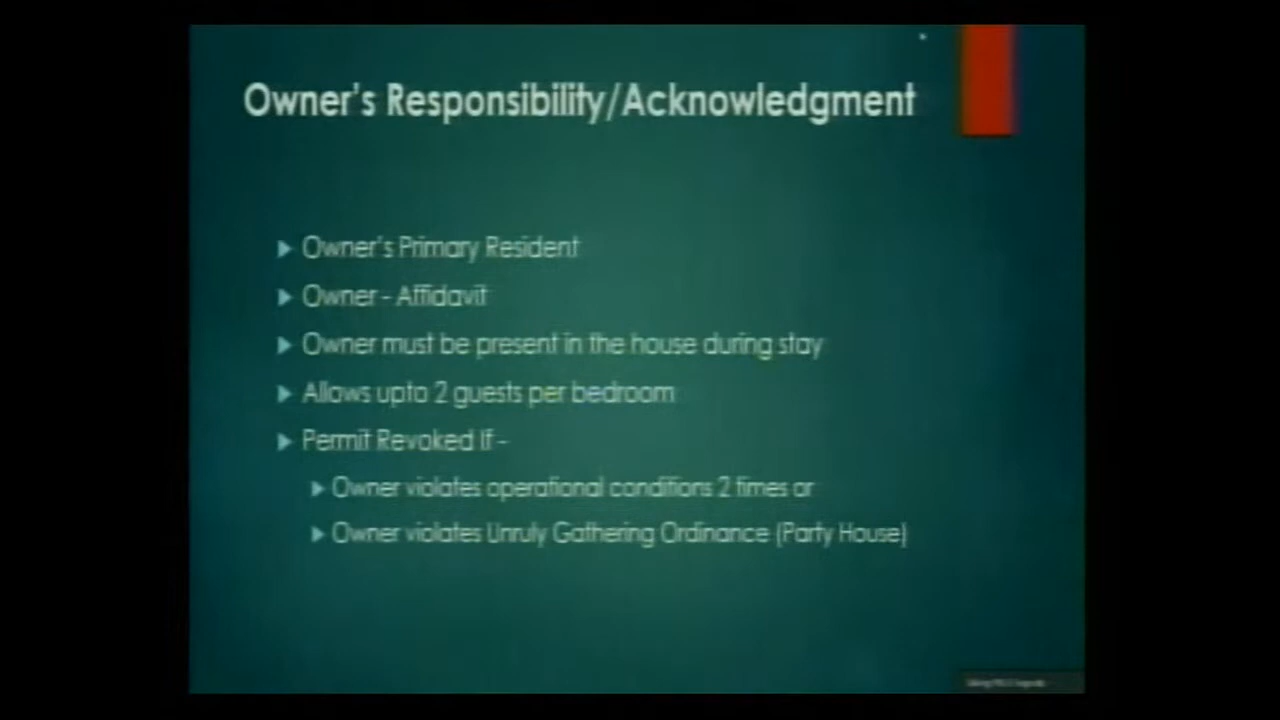 Owner's Responsibility/Acknowledgment
Owner's Primary Resident
Owner - Affidavit
Owner must be present in the house during stay
Allows upto 2 guests per bedroom
Permit Revoked If -
Owner violates operational conditions 2 times or
Owner violates Unruly Gathering Ordinance (Party House)